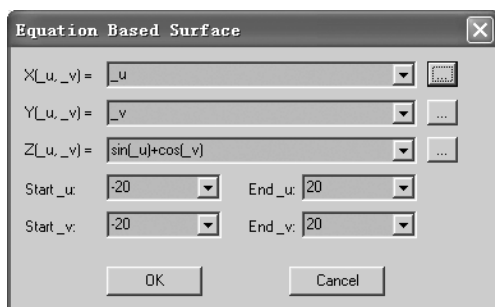 Equation Based Surface
X(_u, _v) = _u ...
Y(_u, _v) = _v ...
Z(_u, _v) = sin(_u)+cos(_v) ...
Start _u: -20 End _u: 20
Start _v: -20 End _v: 20
OK Cancel